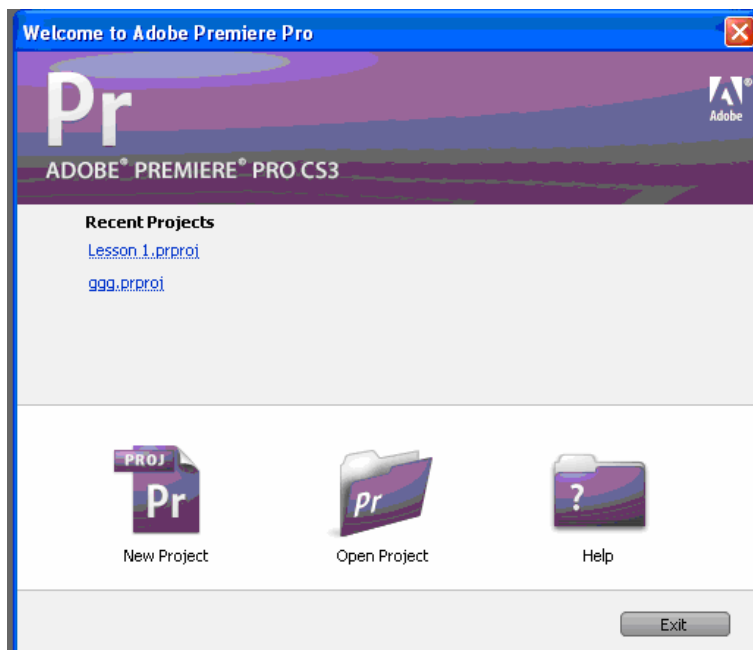 Welcome to Adobe Premiere Pro
Pr
Adobe®
ADOBE® PREMIERE® PRO CS3
Recent Projects
Lesson 1.prproj
ggg.prproj
PROJ
Pr
Pr
?
New Project
Open Project
Help
Exit